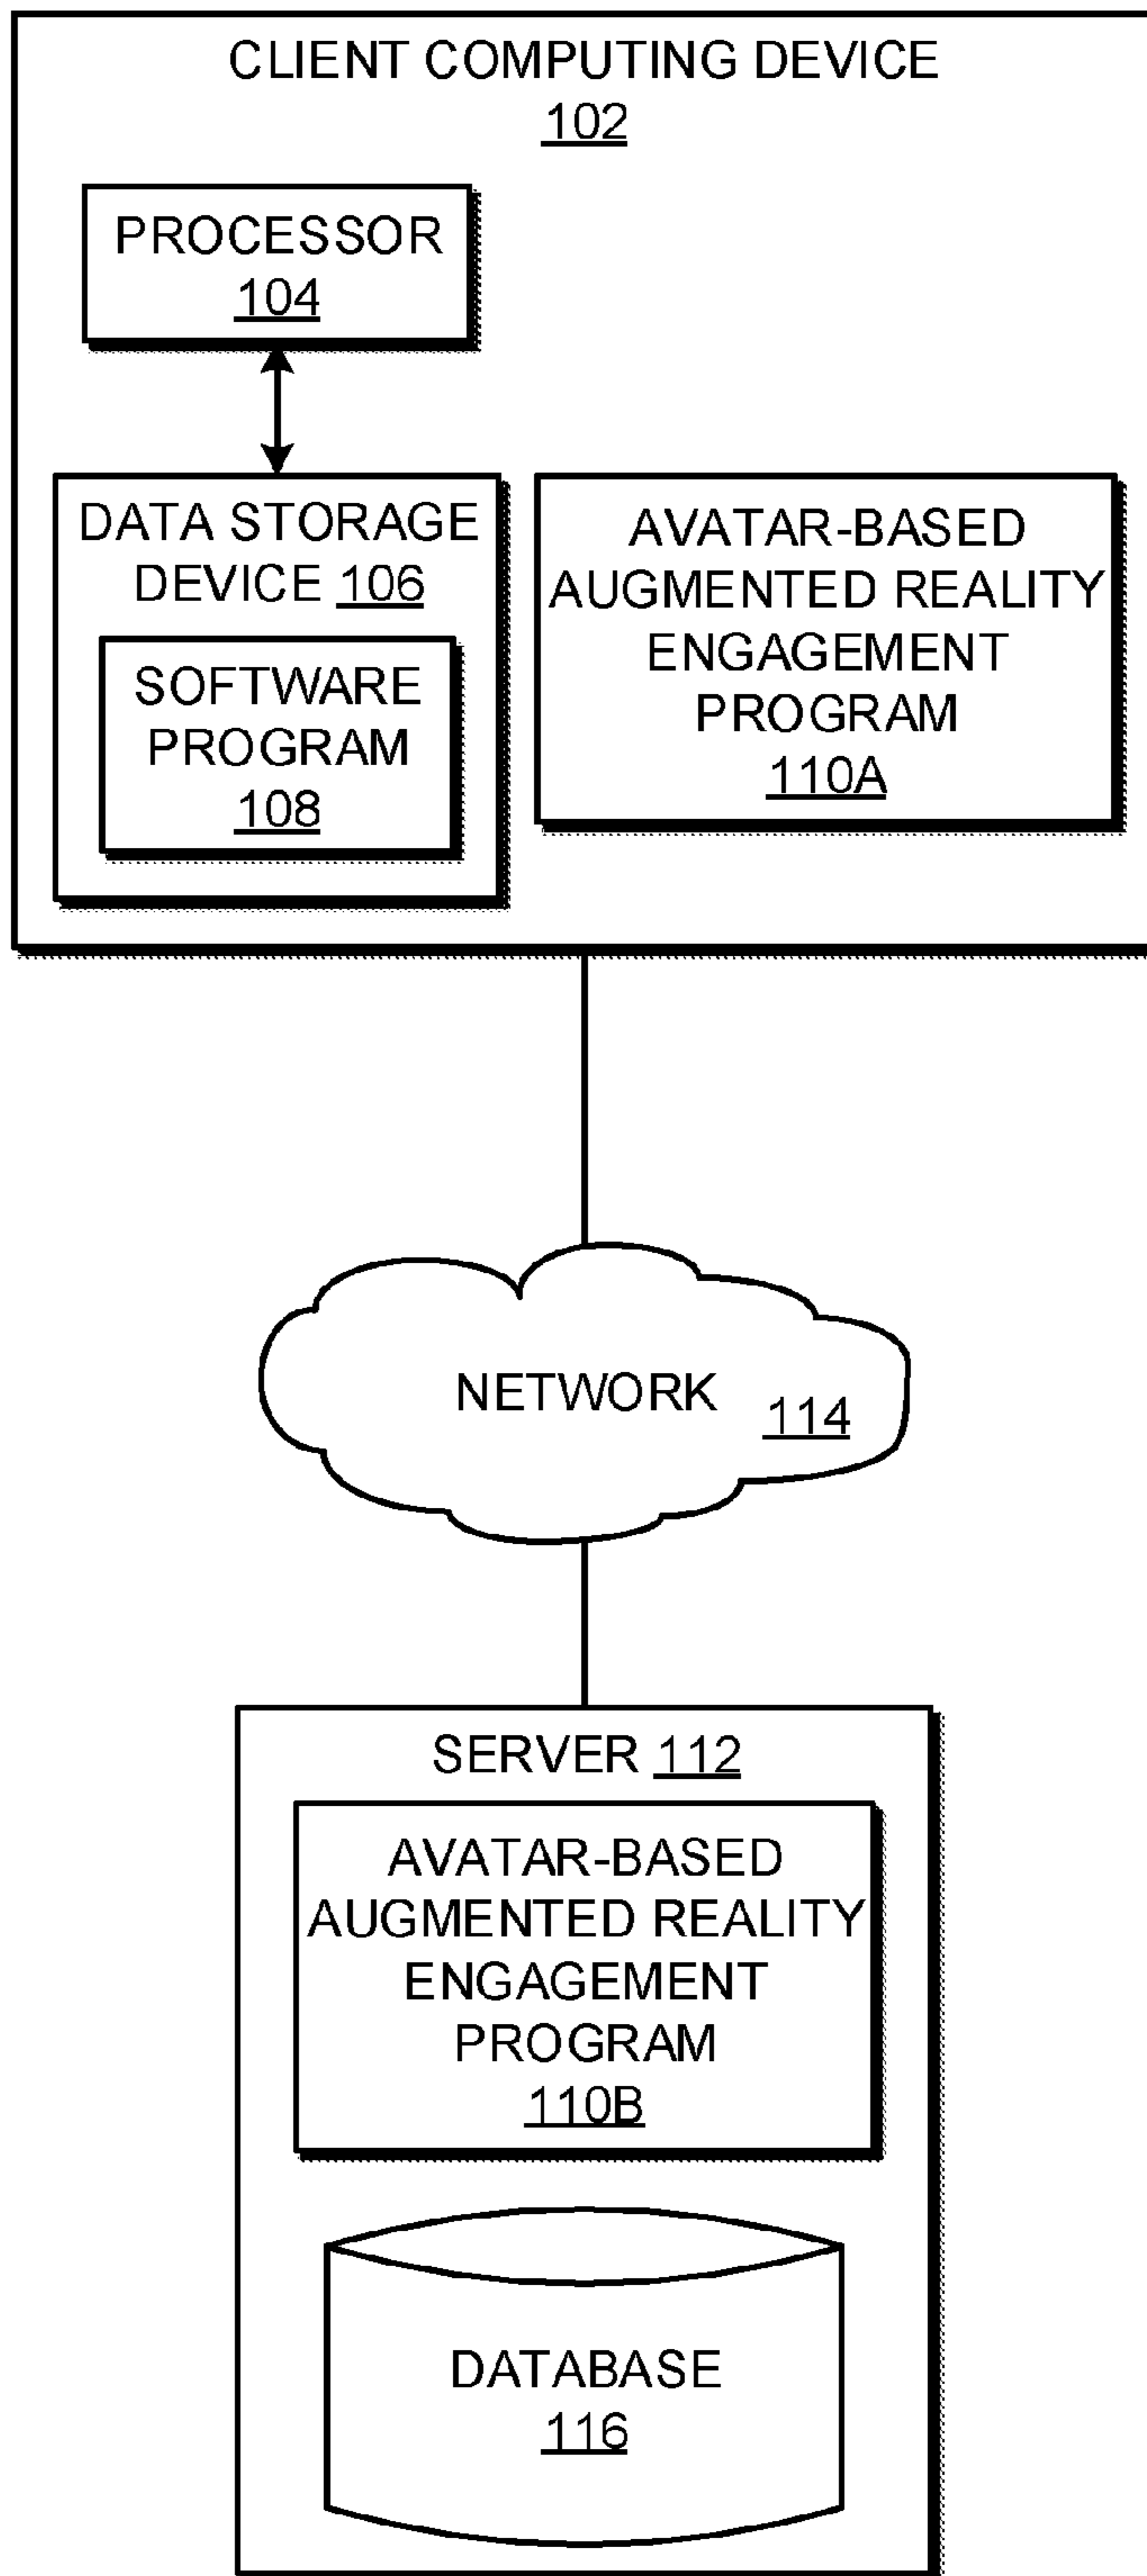 CLIENT COMPUTING DEVICE
102
PROCESSOR
104
DATA STORAGE
DEVICE 106
SOFTWARE
PROGRAM
108
AVATAR-BASED
AUGMENTED REALITY
ENGAGEMENT
PROGRAM
110A
NETWORK 114
SERVER 112
AVATAR-BASED
AUGMENTED REALITY
ENGAGEMENT
PROGRAM
110B
DATABASE
116